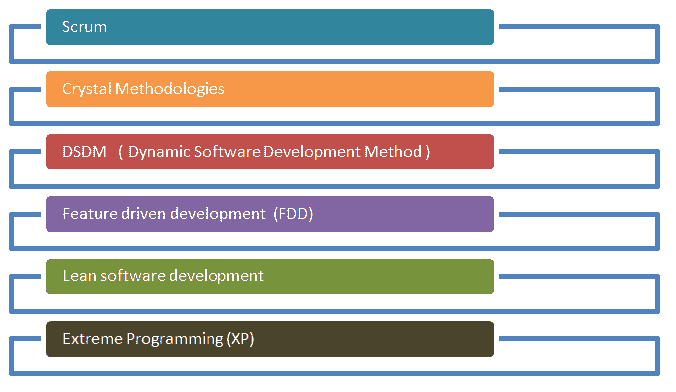 Scrum
Crystal Methodologies
DSDM ( Dynamic Software Development Method )
Feature driven development (FDD)
Lean software development
Extreme Programming (XP)